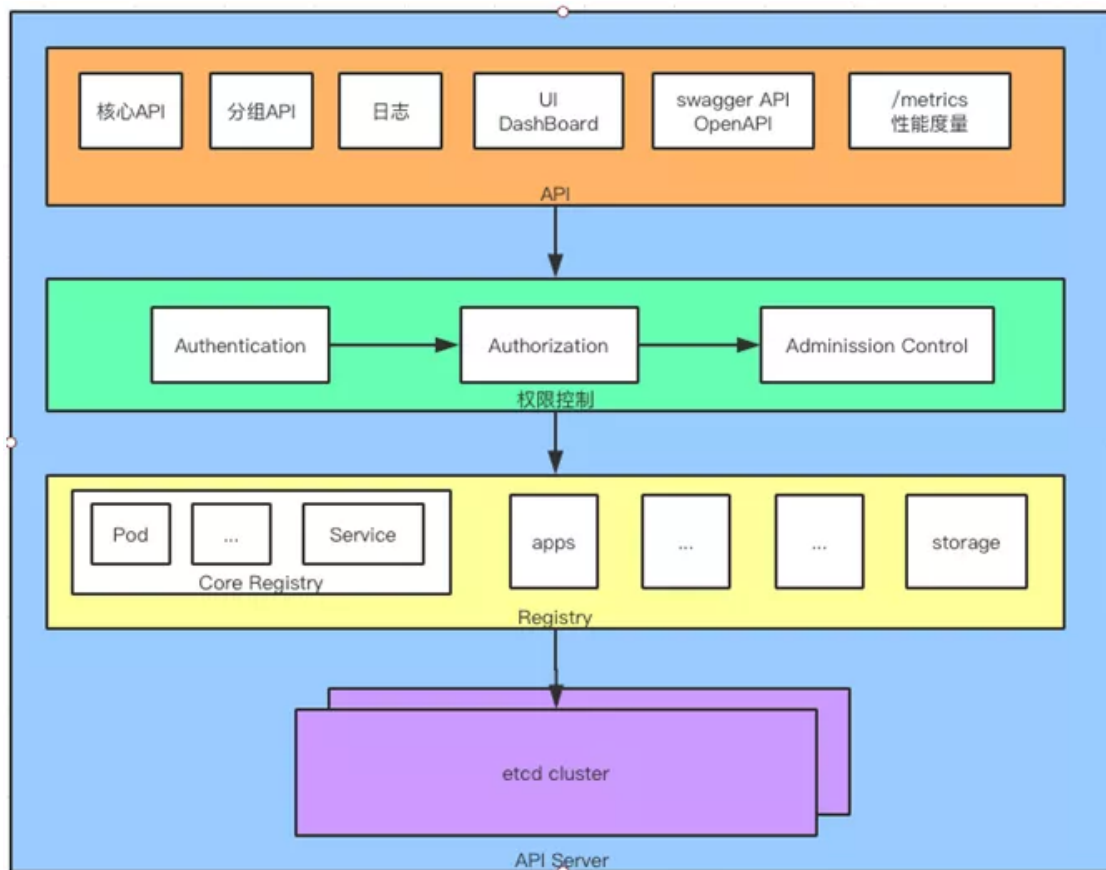 核心API
分组API
日志
UI
DashBoard
swagger API
OpenAPI
/metrics
性能度量
API
Authentication
Authorization
Adminission Control
权限控制
Pod
...
Service
Core Registry
apps
...
...
storage
Registry
etcd cluster
API Server